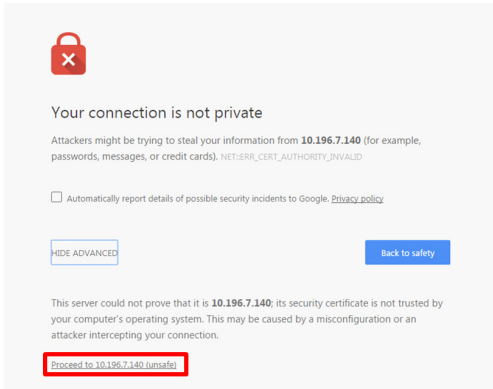 Your connection is not private
Attackers might be trying to steal your information from 10.196.7.140 (for example,
passwords, messages, or credit cards). NET::ERR_CERT_AUTHORITY_INVALID
Automatically report details of possible security incidents to Google. Privacy policy
HIDE ADVANCED
Back to safety
This server could not prove that it is 10.196.7.140; its security certificate is not trusted by
your computer's operating system. This may be caused by a misconfiguration or an
attacker intercepting your connection.
Proceed to 10.196.7.140 (unsafe)